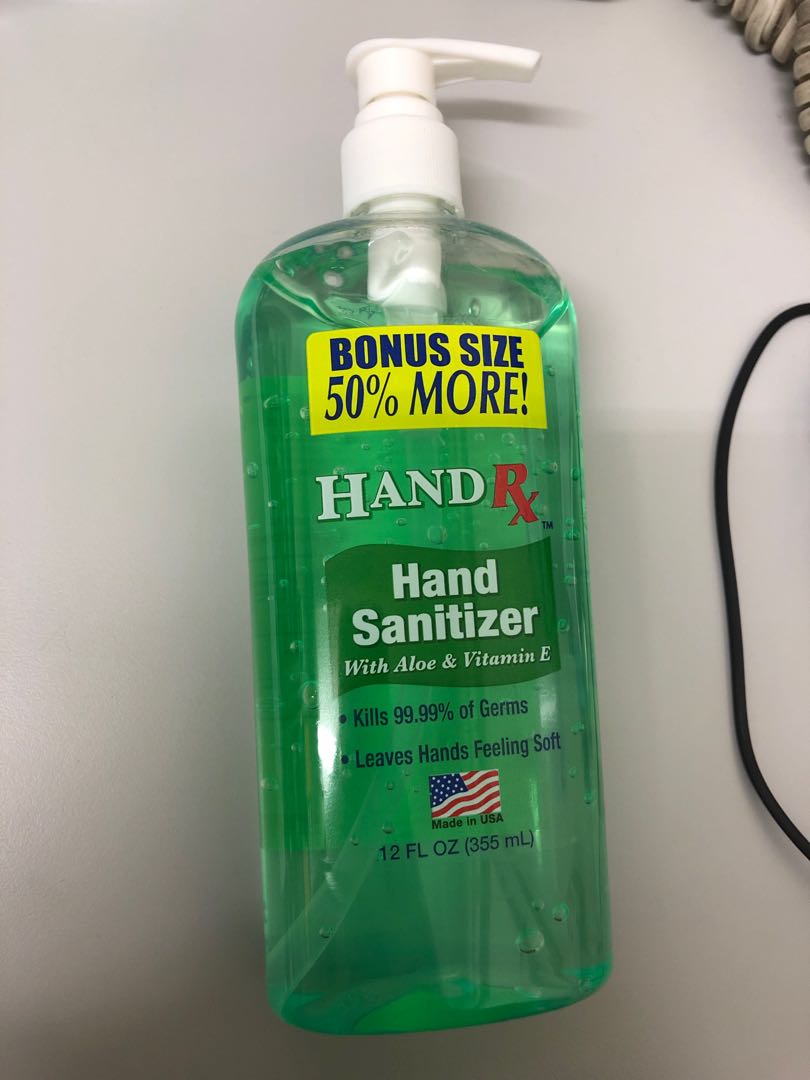 BONUS SIZE
50% MORE!
HAND Rx™
Hand
Sanitizer
With Aloe & Vitamin E
• Kills 99.99% of Germs
• Leaves Hands Feeling Soft
Made in USA
12 FL OZ (355 mL)